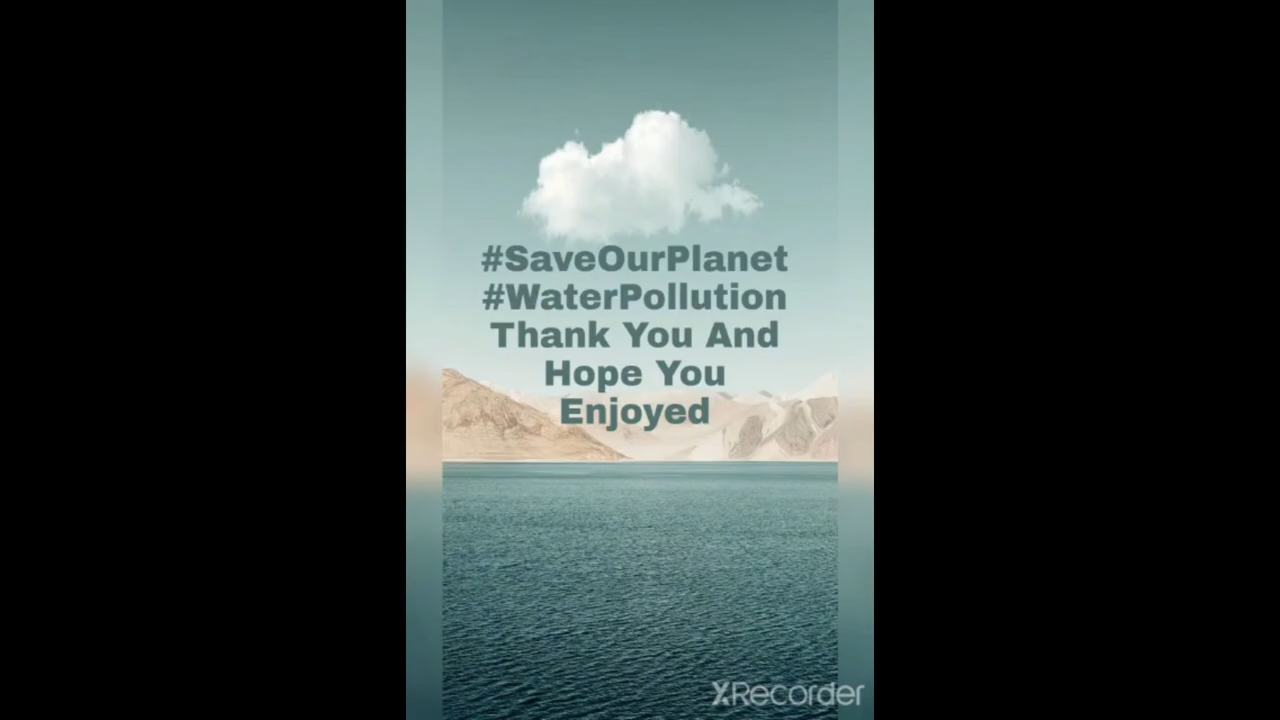 #SaveOurPlanet
#WaterPollution
Thank You And
Hope You
Enjoyed
XRecorder